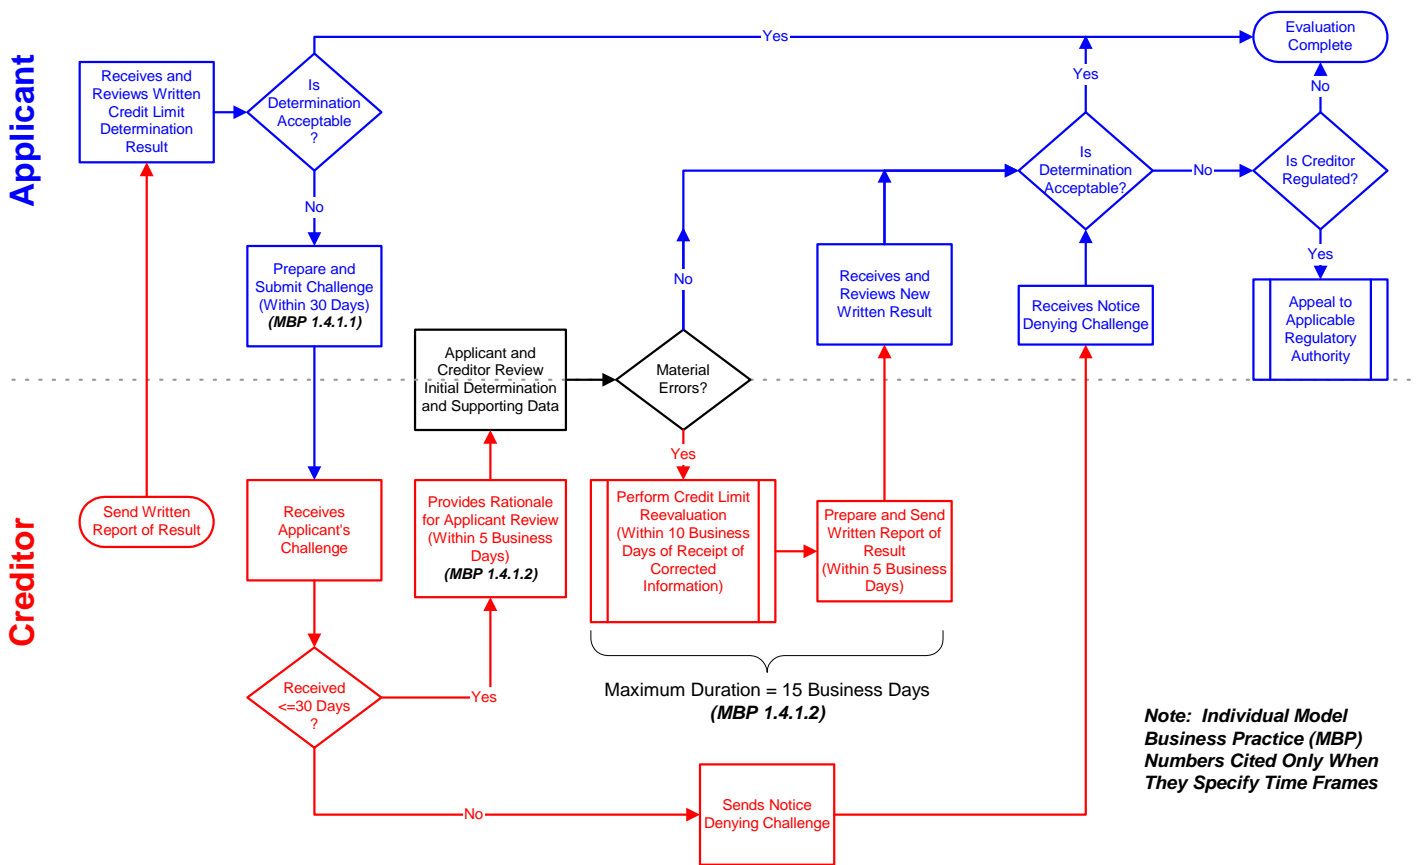 Applicant
Creditor
Receives and
Reviews Written
Credit Limit
Determination
Result
Is
Determination
Acceptable
?
Yes
Evaluation
Complete
No
Prepare and
Submit Challenge
(Within 30 Days)
(MBP 1.4.1.1)
Applicant and
Creditor Review
Initial Determination
and Supporting Data
Material
Errors?
No
Yes
Receives and
Reviews New
Written Result
Is
Determination
Acceptable?
Yes
No
Receives Notice
Denying Challenge
Is Creditor
Regulated?
No
Yes
Appeal to
Applicable
Regulatory
Authority
Send Written
Report of Result
Receives
Applicant's
Challenge
Provides Rationale
for Applicant Review
(Within 5 Business
Days)
(MBP 1.4.1.2)
Perform Credit Limit
Reevaluation
(Within 10 Business
Days of Receipt of
Corrected
Information)
Prepare and Send
Written Report of
Result
(Within 5 Business
Days)
Received
<=30 Days
?
Yes
No
Maximum Duration = 15 Business Days
(MBP 1.4.1.2)
Sends Notice
Denying Challenge
Note:  Individual Model
Business Practice (MBP)
Numbers Cited Only When
They Specify Time Frames